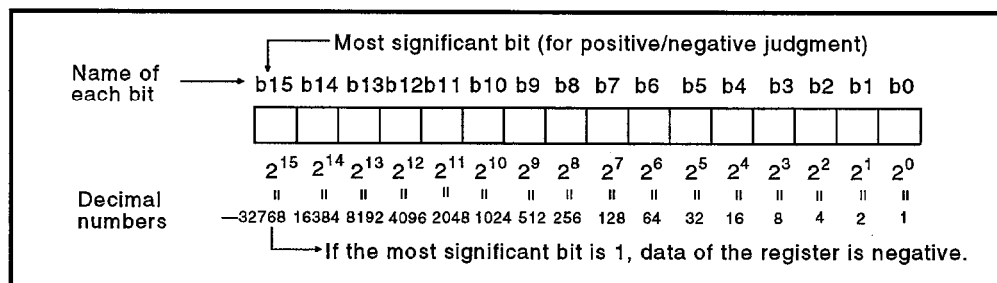 Most significant bit (for positive/negative judgment)
Name of each bit
b15 b14 b13 b12 b11 b10 b9 b8 b7 b6 b5 b4 b3 b2 b1 b0
2^15 2^14 2^13 2^12 2^11 2^10 2^9 2^8 2^7 2^6 2^5 2^4 2^3 2^2 2^1 2^0
Decimal numbers
—32768 16384 8192 4096 2048 1024 512 256 128 64 32 16 8 4 2 1
If the most significant bit is 1, data of the register is negative.